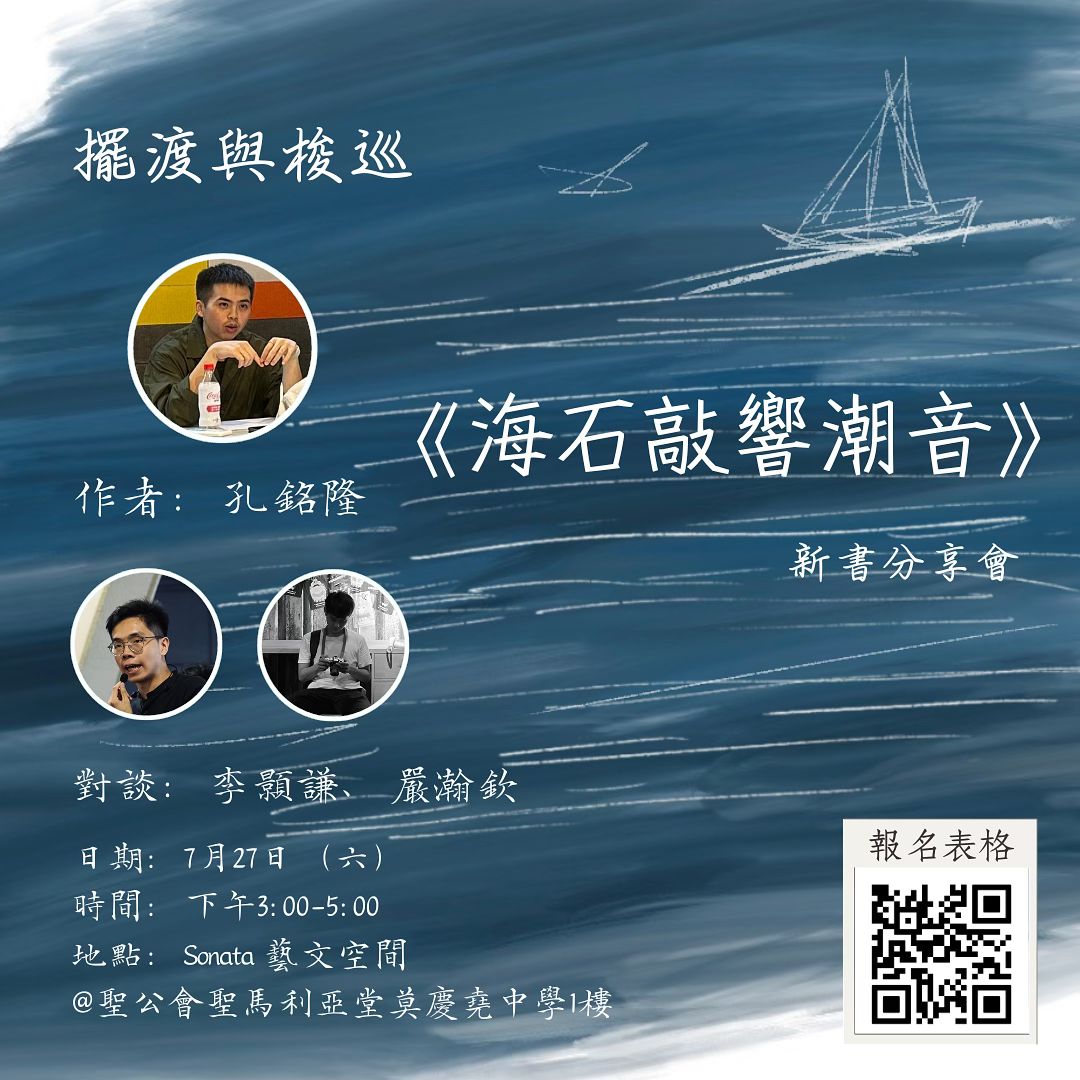 擺渡與梭巡
《海石敲響潮音》
新書分享會
作者: 孔銘隆
對談: 李顥謙、嚴瀚欽
日期: 7月27日 (六)
時間: 下午3:00-5:00
地點: Sonata 藝文空間
@聖公會聖馬利亞堂莫慶堯中學1樓
報名表格